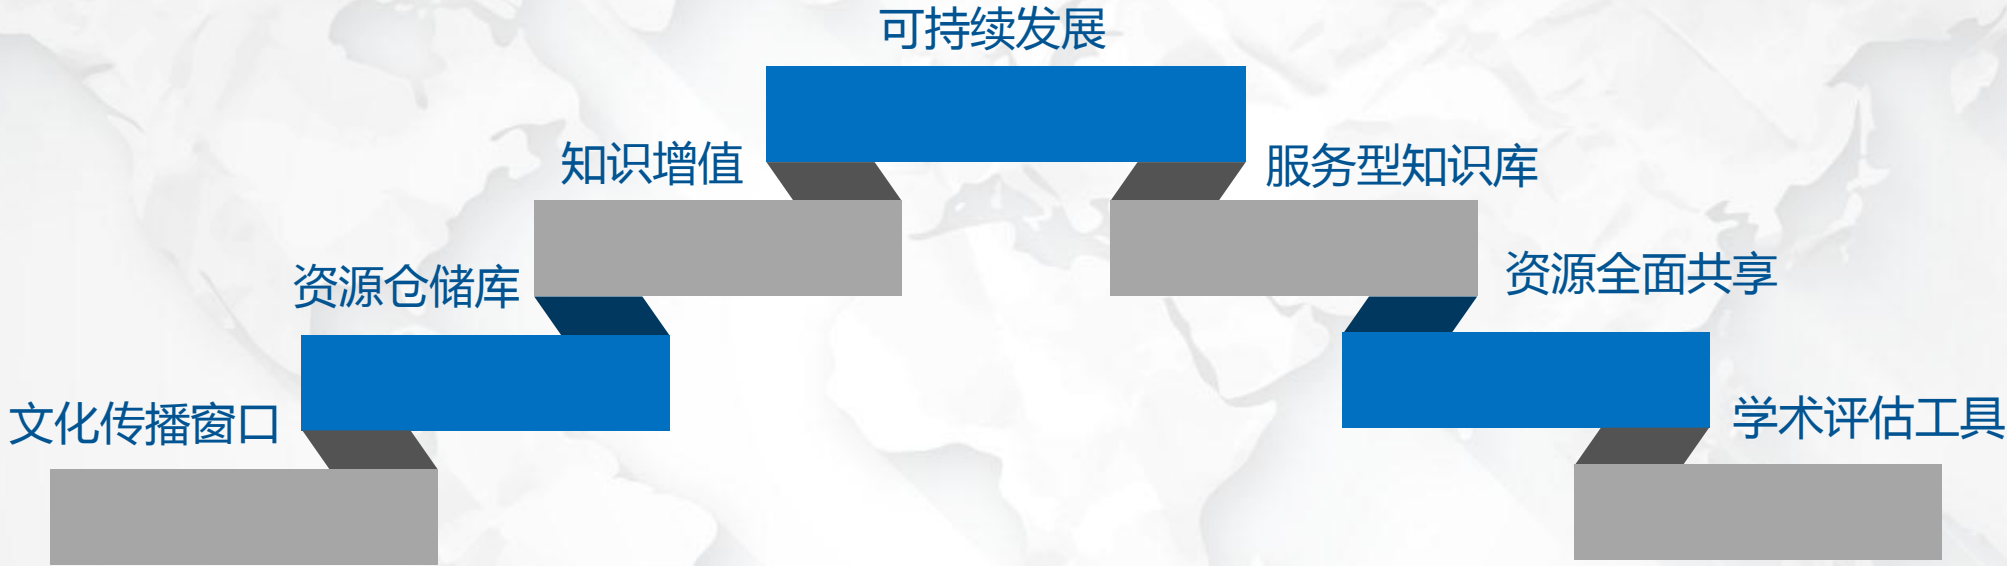 可持续发展
知识增值
服务型知识库
资源仓储库
资源全面共享
文化传播窗口
学术评估工具